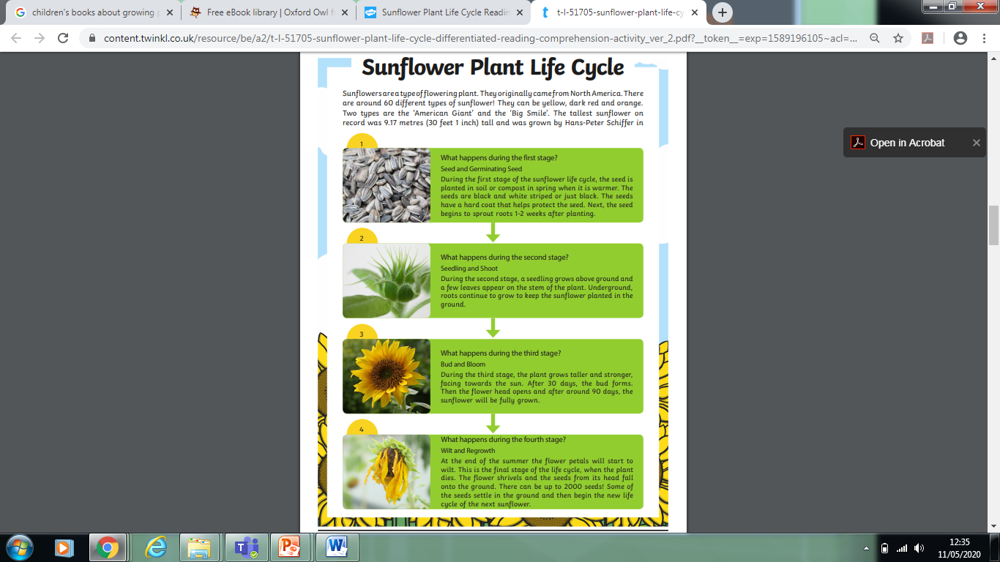 children's books about growing p
Free eBook library | Oxford Owl f
Sunflower Plant Life Cycle Readin
t-l-51705-sunflower-plant-life-cy
content.twinkl.co.uk/resource/be/a2/t-l-51705-sunflower-plant-life-cycle-differentiated-reading-comprehension-activity_ver_2.pdf?__token__=exp=1589196105~acl=...
Open in Acrobat
Sunflower Plant Life Cycle
Sunflowers are a type of flowering plant. They originally came from North America. There
are around 60 different types of sunflower! They can be yellow, dark red and orange.
Two types are the 'American Giant' and the 'Big Smile'. The tallest sunflower on
record was 9.17 metres (30 feet 1 inch) tall and was grown by Hans-Peter Schiffer in
1
What happens during the first stage?
Seed and Germinating Seed
During the first stage of the sunflower life cycle, the seed is
planted in soil or compost in spring when it is warmer. The
seeds are black and white striped or just black. The seeds
have a hard coat that helps protect the seed. Next, the seed
begins to sprout roots 1-2 weeks after planting.
2
What happens during the second stage?
Seedling and Shoot
During the second stage, a seedling grows above ground and
a few leaves appear on the stem of the plant. Underground,
roots continue to grow to keep the sunflower planted in the
ground.
3
What happens during the third stage?
Bud and Bloom
During the third stage, the plant grows taller and stronger,
facing towards the sun. After 30 days, the bud forms.
Then the flower head opens and after around 90 days, the
sunflower will be fully grown.
4
What happens during the fourth stage?
Wilt and Regrowth
At the end of the summer the flower petals will start to
wilt. This is the final stage of the life cycle, when the plant
dies. The flower shrivels and the seeds from its head fall
onto the ground. There can be up to 2000 seeds! Some of
the seeds settle in the ground and then begin the new life
cycle of the next sunflower.
12:35
11/05/2020